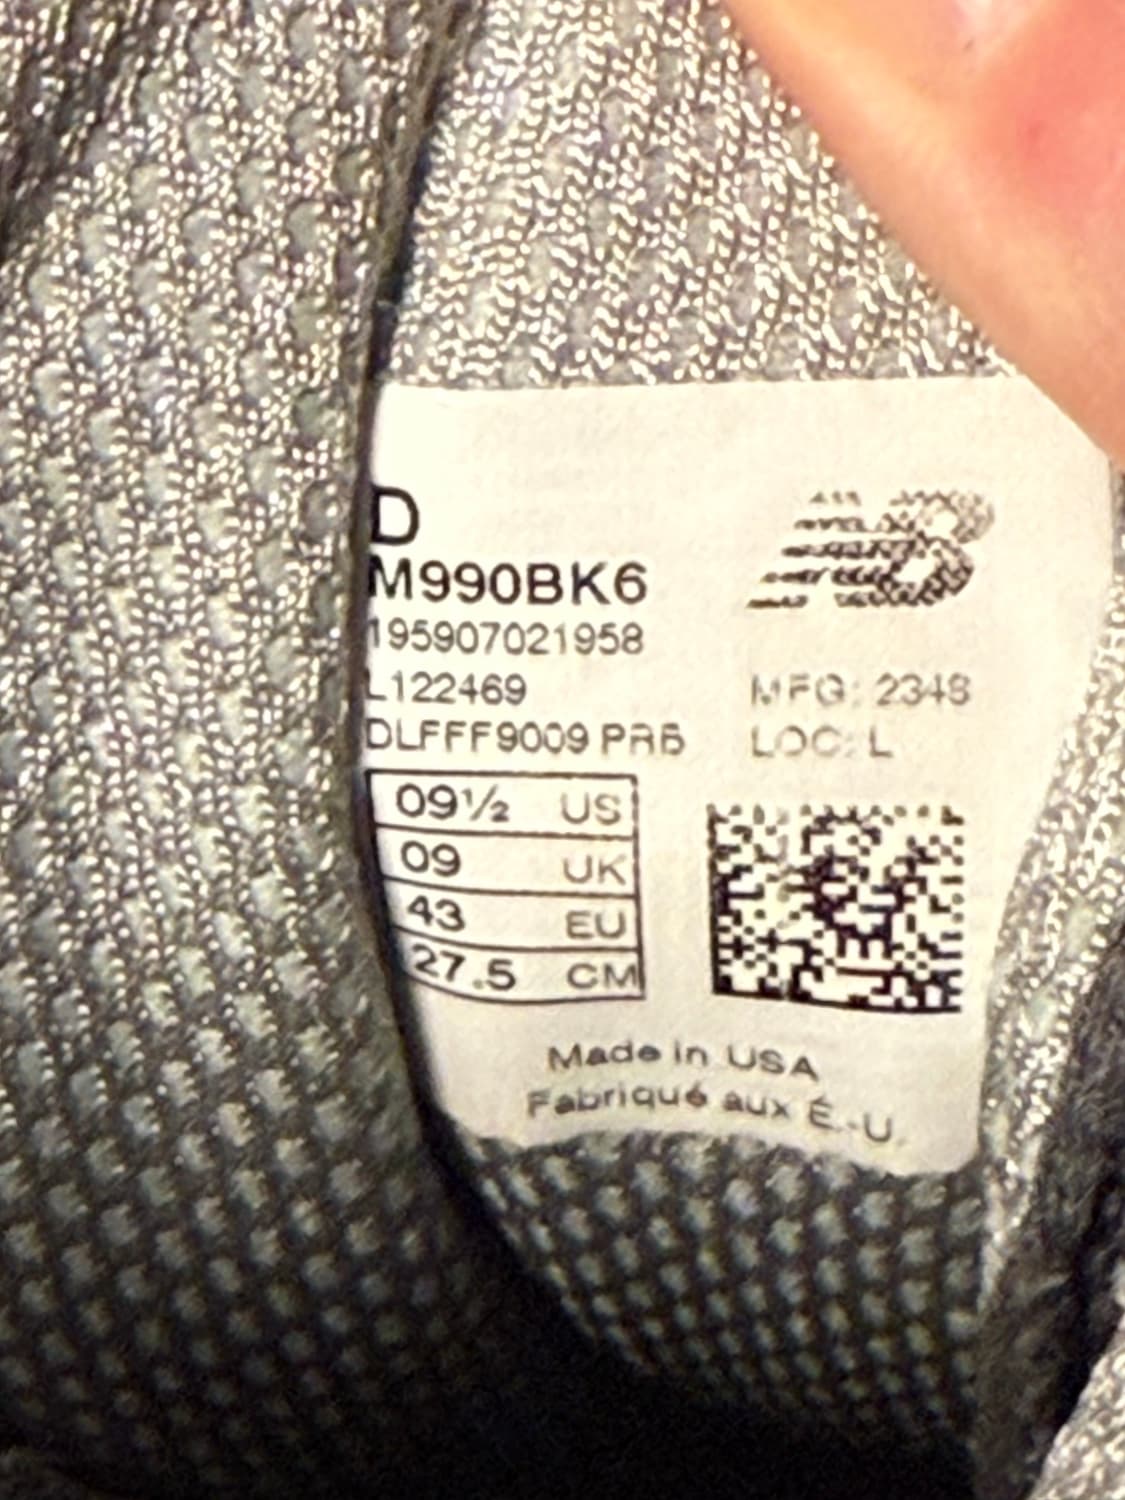 D
M990BK6
195907021958
L122469
MFG: 2348
DLFFF9009 PR6
LOC: L
09½ US
09 UK
43 EU
27.5 CM
Made in USA
Fabriqué aux É.-U.